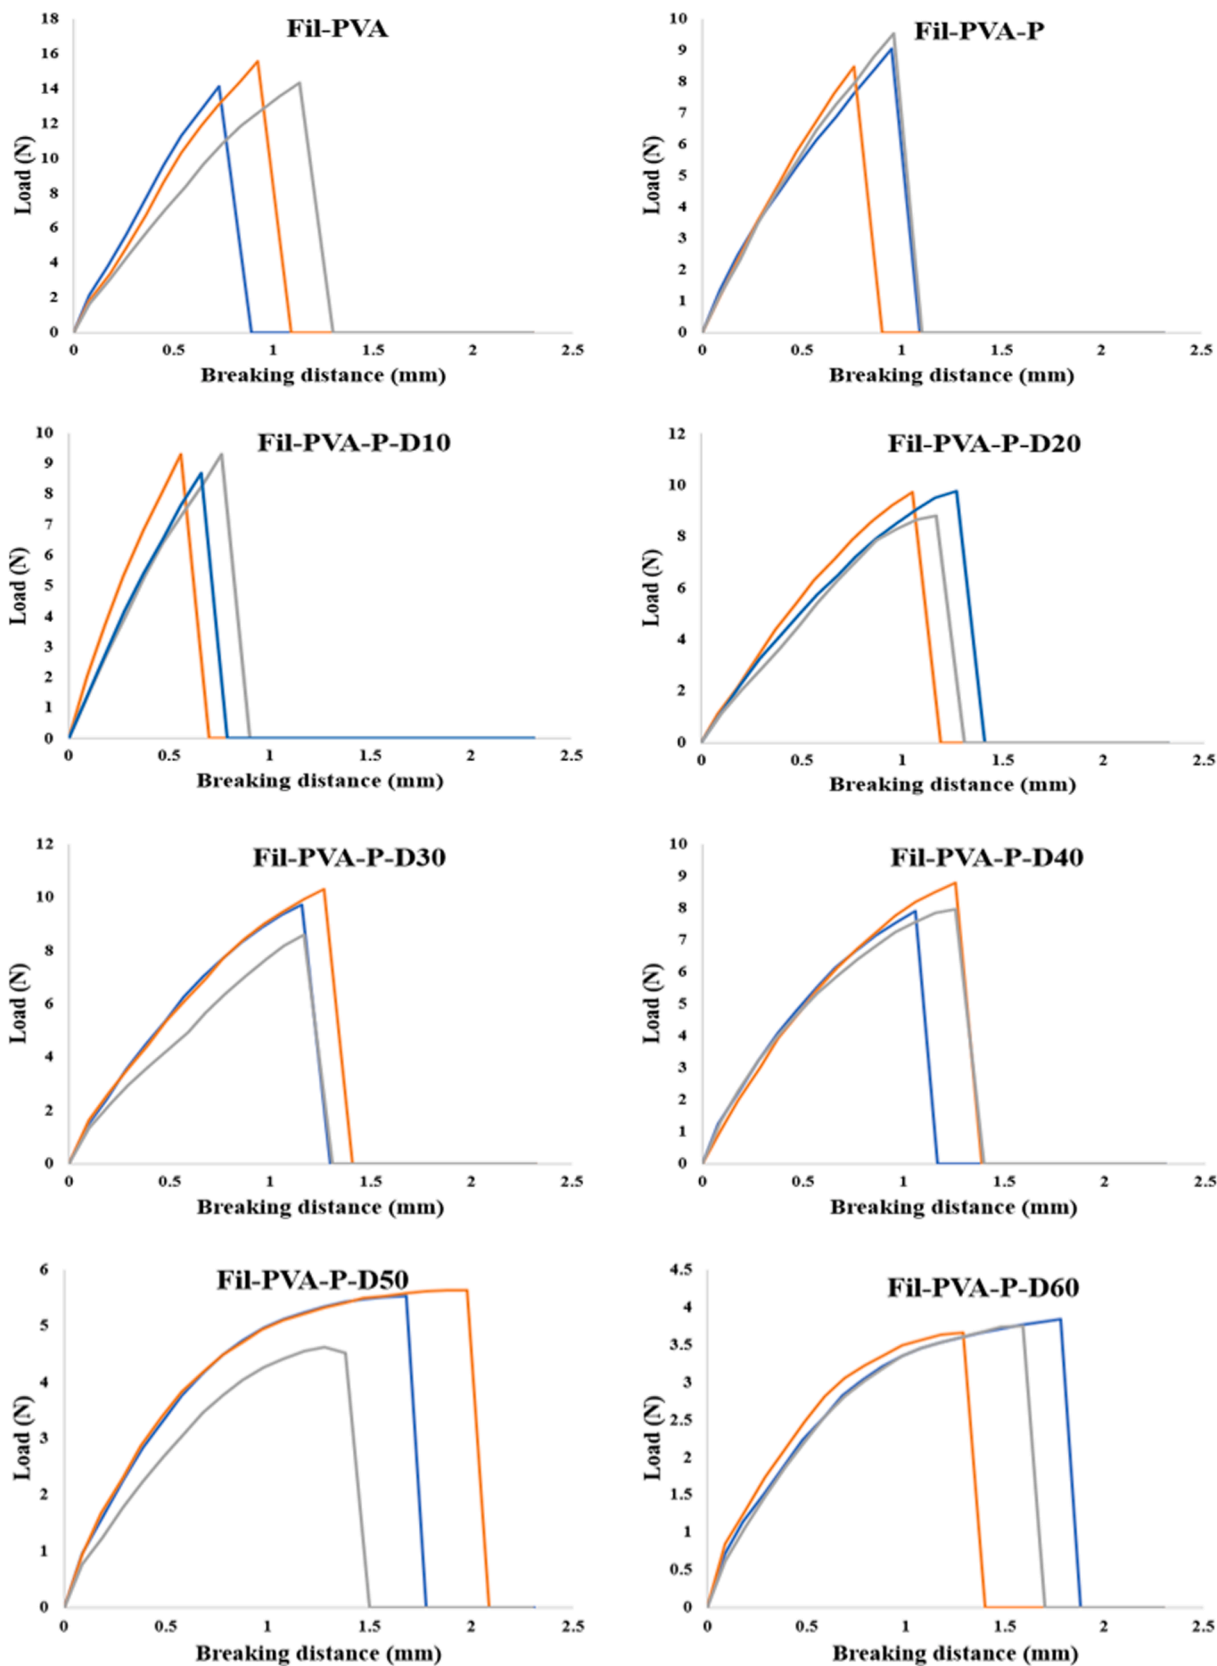 Fil-PVA
18
16
14
12
10
8
6
4
2
0
Load (N)
0 0.5 1 1.5 2 2.5
Breaking distance (mm)
Fil-PVA-P
10
9
8
7
6
5
4
3
2
1
0
Load (N)
0 0.5 1 1.5 2 2.5
Breaking distance (mm)
Fil-PVA-P-D10
10
9
8
7
6
5
4
3
2
1
0
Load (N)
0 0.5 1 1.5 2 2.5
Breaking distance (mm)
Fil-PVA-P-D20
12
10
8
6
4
2
0
Load (N)
0 0.5 1 1.5 2 2.5
Breaking distance (mm)
Fil-PVA-P-D30
12
10
8
6
4
2
0
Load (N)
0 0.5 1 1.5 2 2.5
Breaking distance (mm)
Fil-PVA-P-D40
10
9
8
7
6
5
4
3
2
1
0
Load (N)
0 0.5 1 1.5 2 2.5
Breaking distance (mm)
Fil-PVA-P-D50
6
5
4
3
2
1
0
Load (N)
0 0.5 1 1.5 2 2.5
Breaking distance (mm)
Fil-PVA-P-D60
4.5
4
3.5
3
2.5
2
1.5
1
0.5
0
Load (N)
0 0.5 1 1.5 2 2.5
Breaking distance (mm)